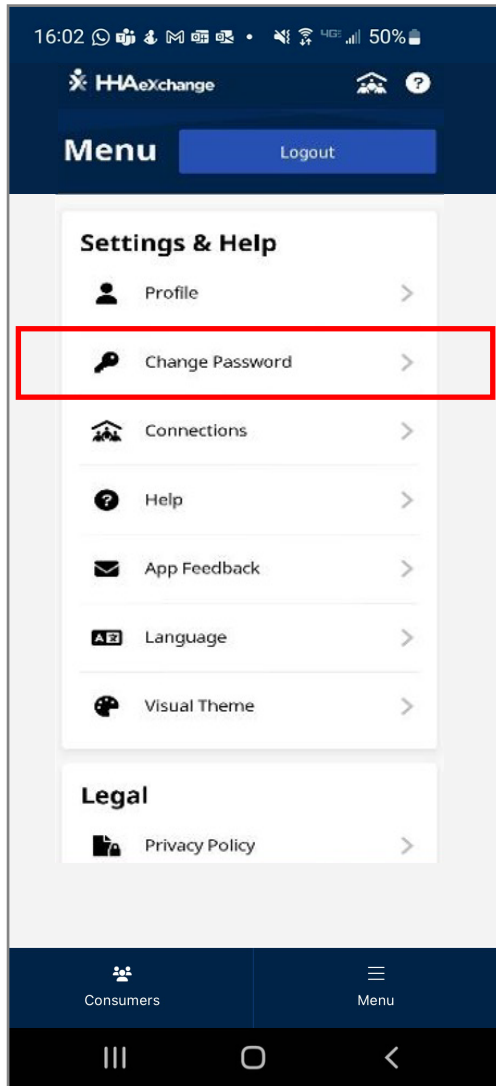 16:02 50%
HHAeXchange
Menu Logout
Settings & Help
Profile
Change Password
Connections
Help
App Feedback
Language
Visual Theme
Legal
Privacy Policy
Consumers Menu